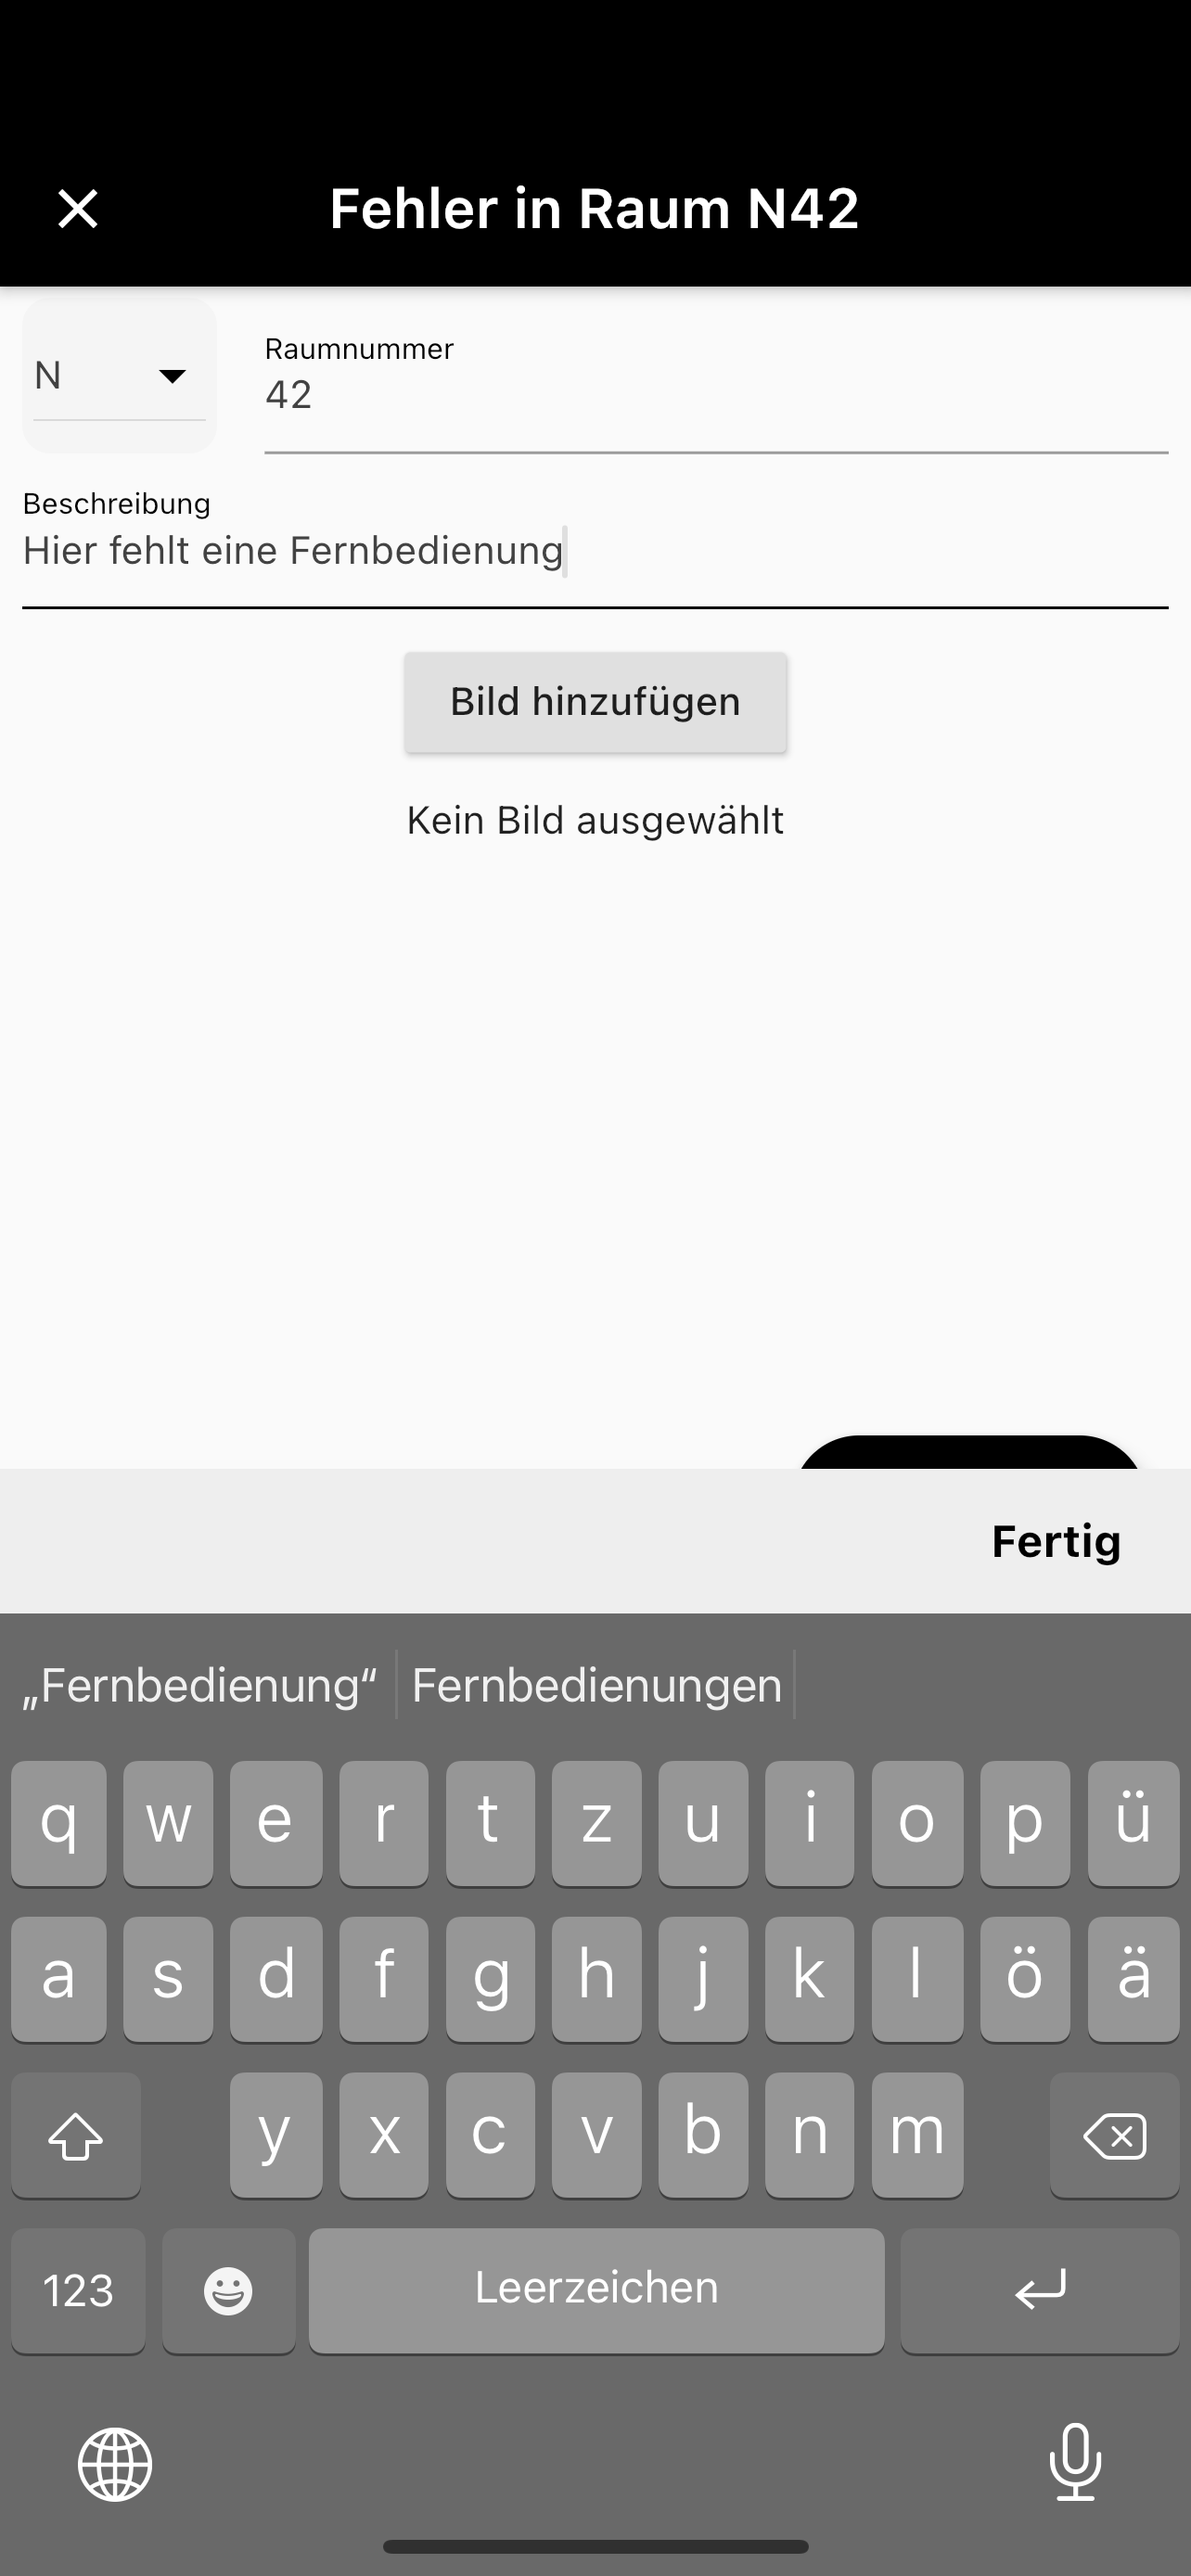 Fehler in Raum N42
N
Raumnummer
42
Beschreibung
Hier fehlt eine Fernbedienung
Bild hinzufügen
Kein Bild ausgewählt
Fertig
„Fernbedienung“ Fernbedienungen
q w e r t z u i o p ü
a s d f g h j k l ö ä
y x c v b n m
123 Leerzeichen